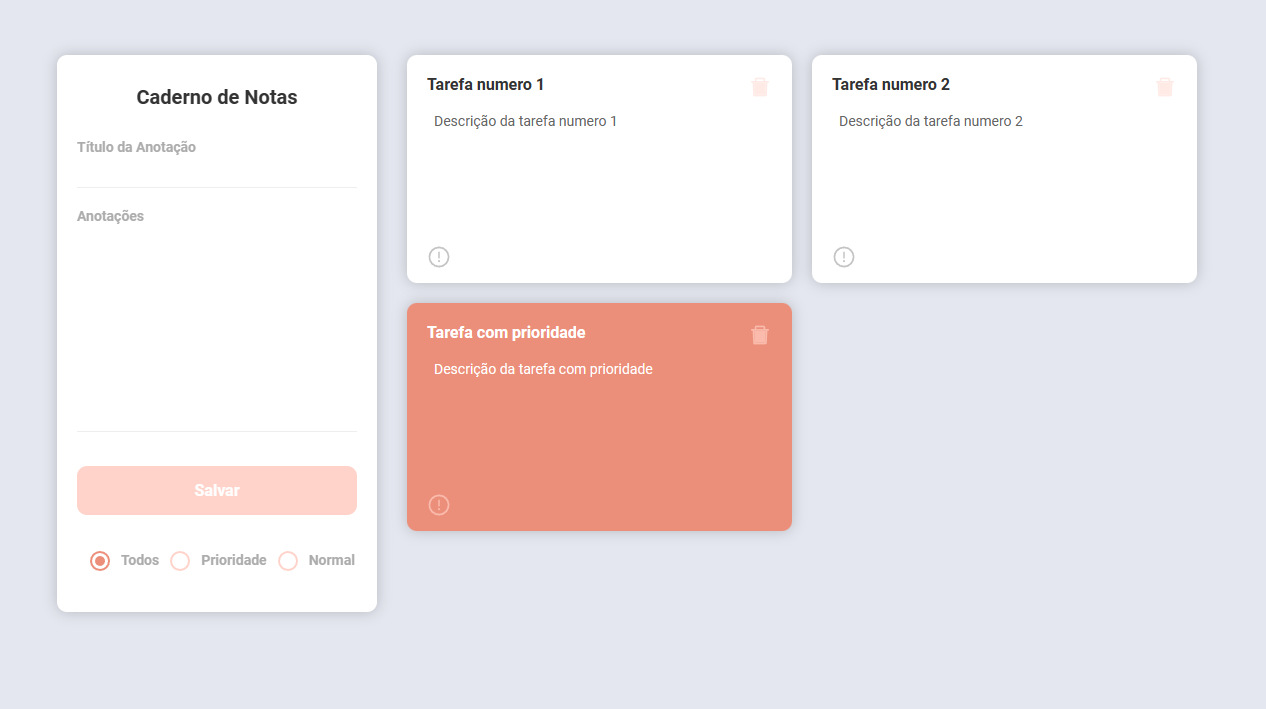 Caderno de Notas
Título da Anotação
Anotações
Salvar
Todos
Prioridade
Normal
Tarefa numero 1
Descrição da tarefa numero 1
Tarefa numero 2
Descrição da tarefa numero 2
Tarefa com prioridade
Descrição da tarefa com prioridade